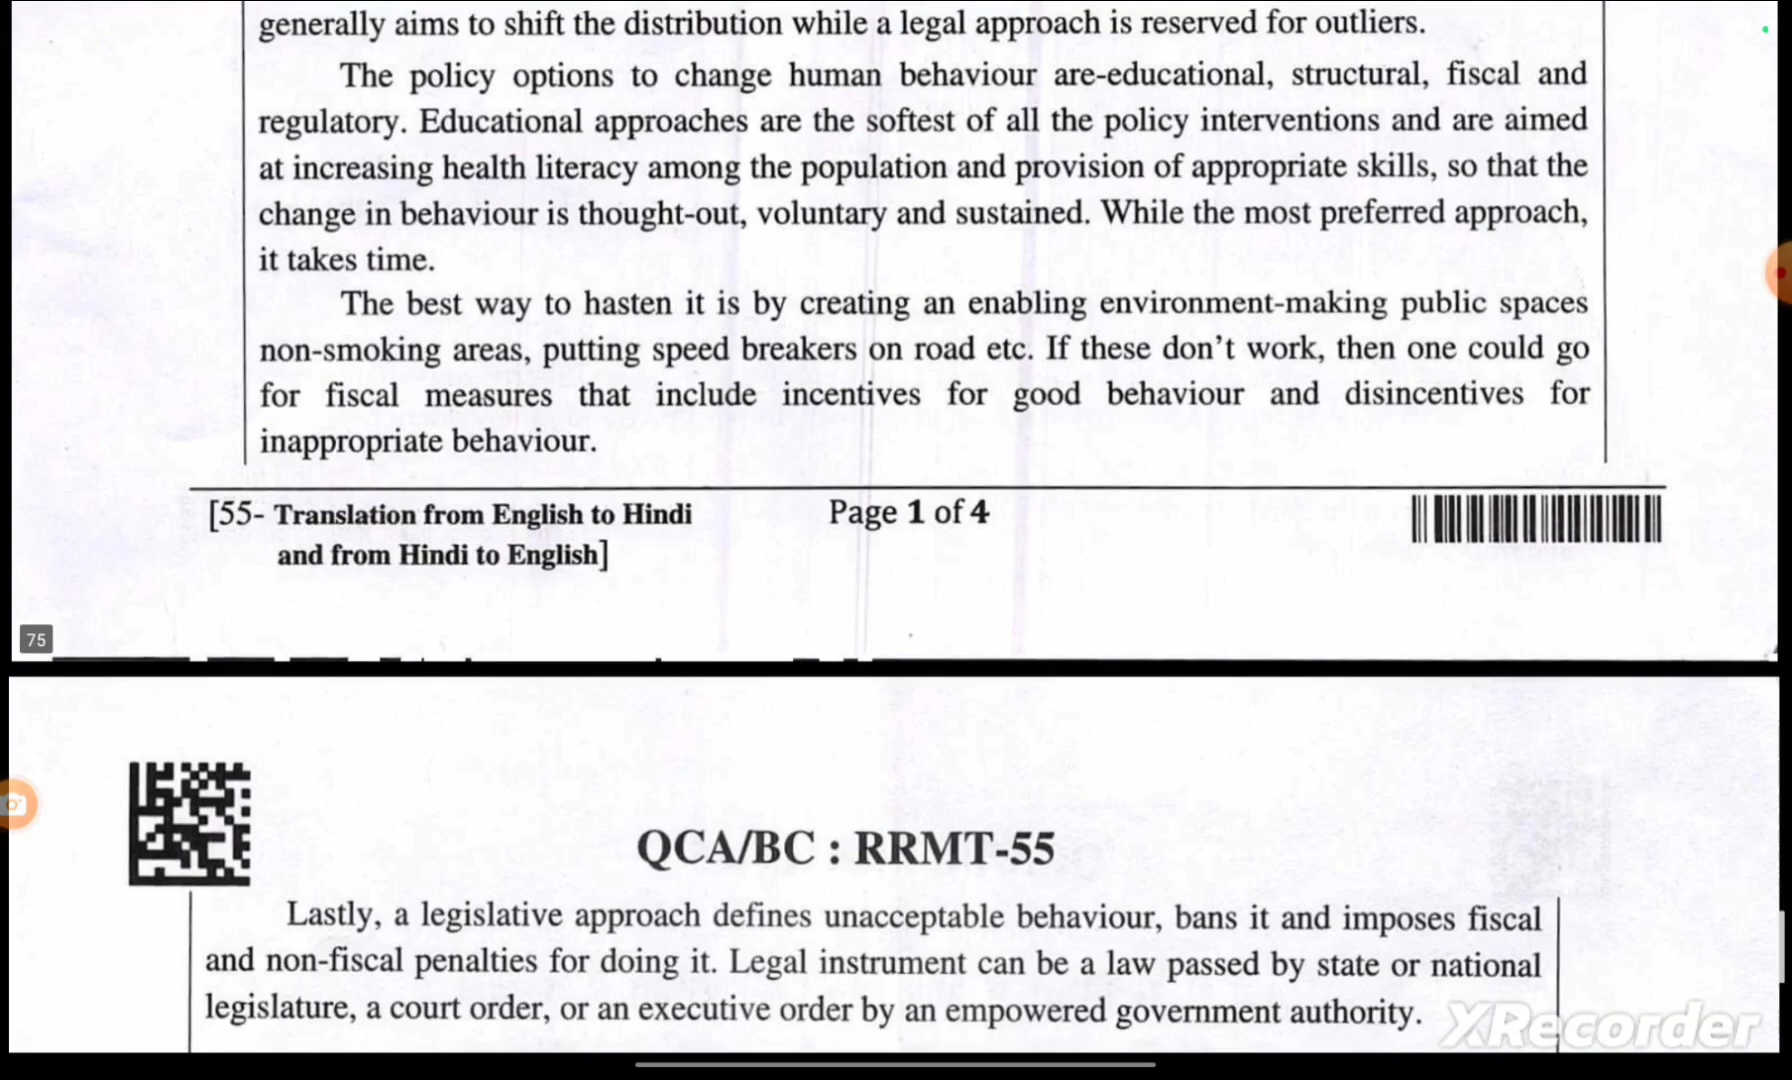 generally aims to shift the distribution while a legal approach is reserved for outliers.
The policy options to change human behaviour are-educational, structural, fiscal and
regulatory. Educational approaches are the softest of all the policy interventions and are aimed
at increasing health literacy among the population and provision of appropriate skills, so that the
change in behaviour is thought-out, voluntary and sustained. While the most preferred approach,
it takes time.
The best way to hasten it is by creating an enabling environment-making public spaces
non-smoking areas, putting speed breakers on road etc. If these don't work, then one could go
for fiscal measures that include incentives for good behaviour and disincentives for
inappropriate behaviour.
[55- Translation from English to Hindi
and from Hindi to English]
Page 1 of 4
75
QCA/BC : RRMT-55
Lastly, a legislative approach defines unacceptable behaviour, bans it and imposes fiscal
and non-fiscal penalties for doing it. Legal instrument can be a law passed by state or national
legislature, a court order, or an executive order by an empowered government authority.
XRecorder